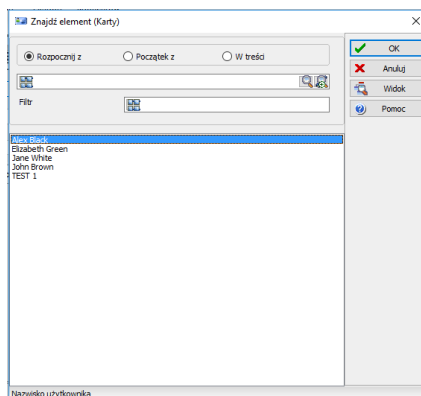 Znajdź element (Karty)
Rozpocznij z Początek z W treści
OK
Anuluj
Widok
Pomoc
Filtr
Alex Black
Elizabeth Green
Jane White
John Brown
TEST 1
Nazwisko użytkownika